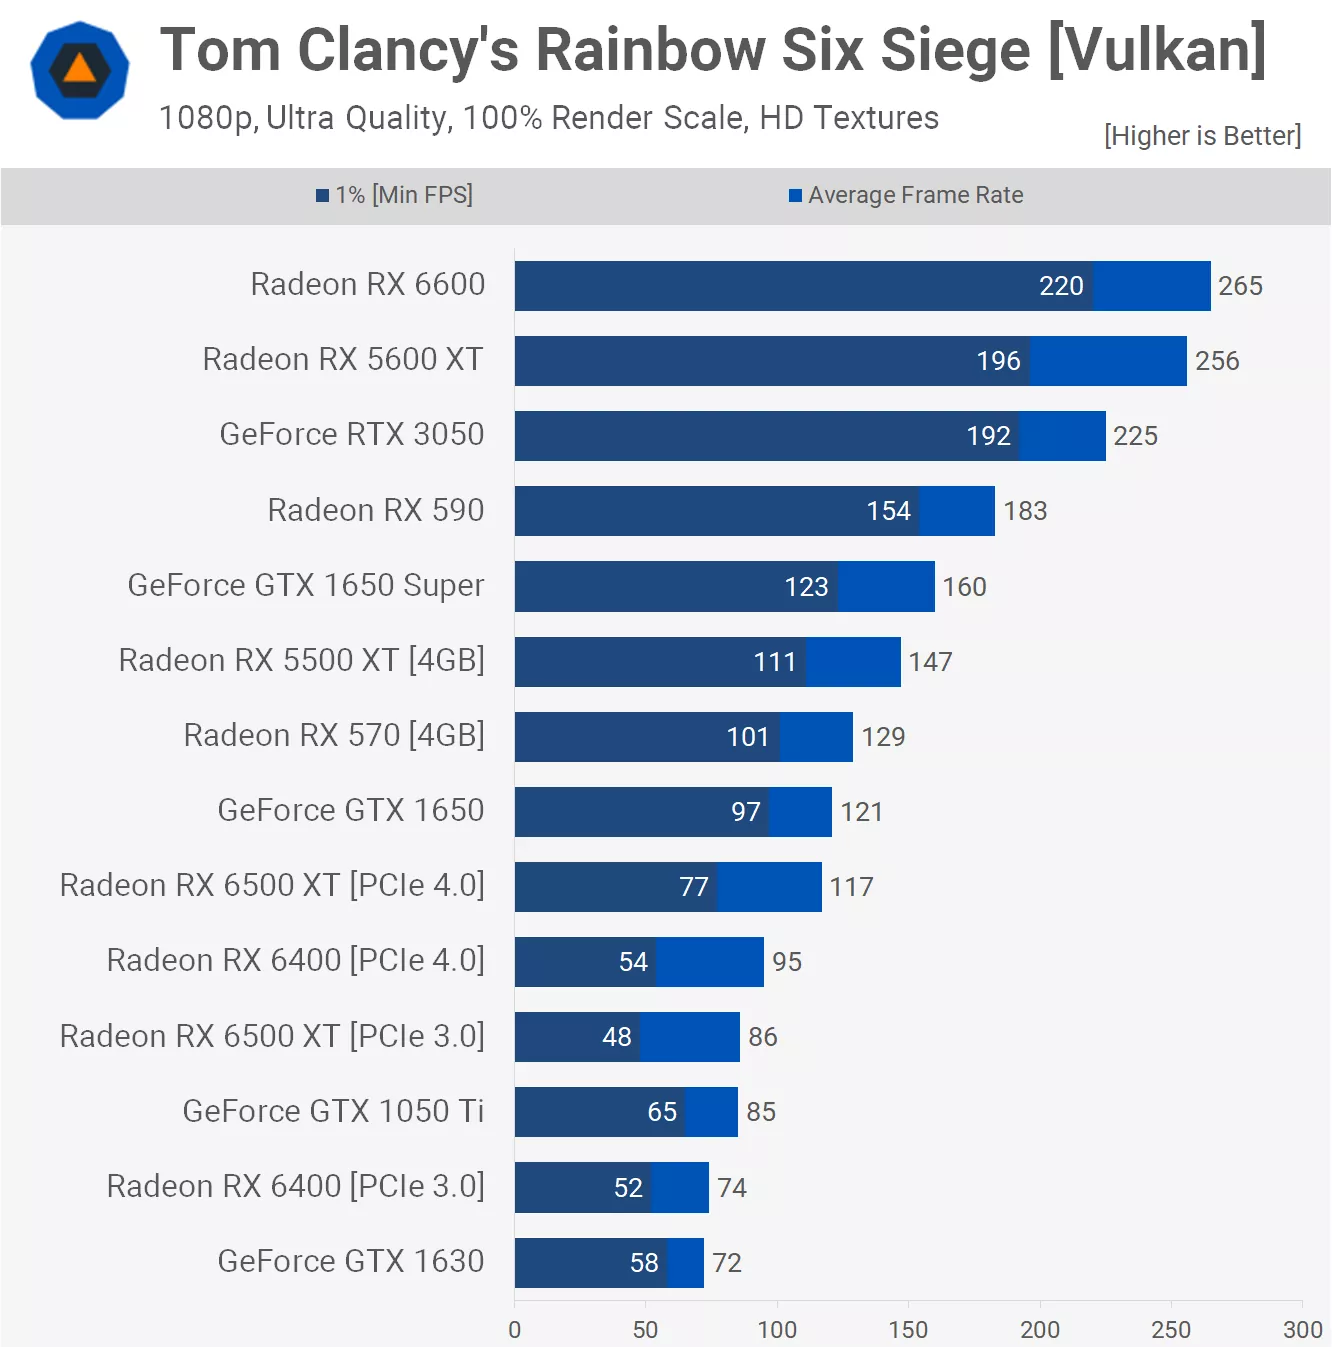 Tom Clancy's Rainbow Six Siege [Vulkan]
1080p, Ultra Quality, 100% Render Scale, HD Textures
[Higher is Better]
1% [Min FPS] Average Frame Rate
Radeon RX 6600 220 265
Radeon RX 5600 XT 196 256
GeForce RTX 3050 192 225
Radeon RX 590 154 183
GeForce GTX 1650 Super 123 160
Radeon RX 5500 XT [4GB] 111 147
Radeon RX 570 [4GB] 101 129
GeForce GTX 1650 97 121
Radeon RX 6500 XT [PCIe 4.0] 77 117
Radeon RX 6400 [PCIe 4.0] 54 95
Radeon RX 6500 XT [PCIe 3.0] 48 86
GeForce GTX 1050 Ti 65 85
Radeon RX 6400 [PCIe 3.0] 52 74
GeForce GTX 1630 58 72
0 50 100 150 200 250 300